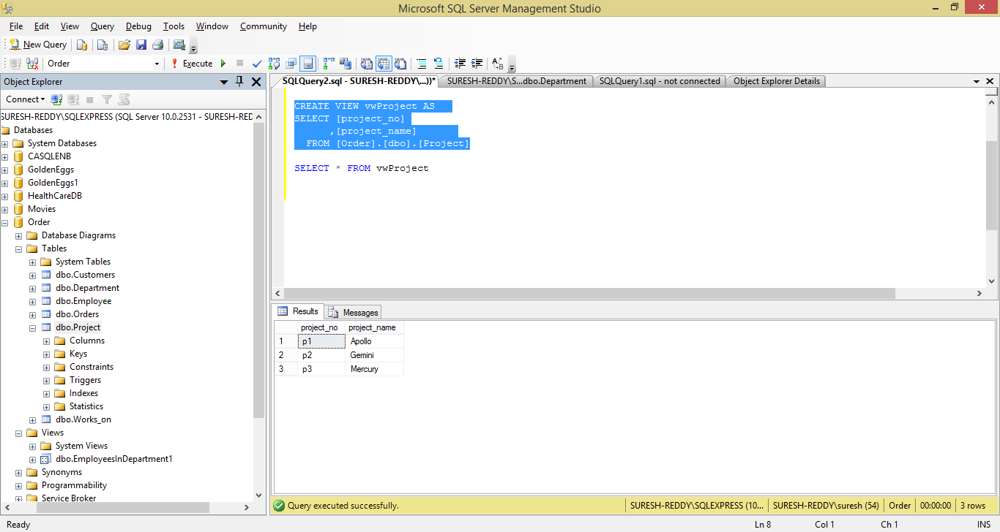 Microsoft SQL Server Management Studio
File Edit View Query Debug Tools Window Community Help
New Query
Order Execute
Object Explorer
Connect
SURESH-REDDY\SQLEXPRESS (SQL Server 10.0.2531 - SURESH-RED
Databases
System Databases
CASQLENB
GoldenEggs
GoldenEggs1
HealthCareDB
Movies
Order
Database Diagrams
Tables
System Tables
dbo.Customers
dbo.Department
dbo.Employee
dbo.Orders
dbo.Project
Columns
Keys
Constraints
Triggers
Indexes
Statistics
dbo.Works_on
Views
System Views
dbo.EmployeesInDepartment1
Synonyms
Programmability
Service Broker
SQLQuery2.sql - SURESH-REDDY\...))* SURESH-REDDY\S...dbo.Department SQLQuery1.sql - not connected Object Explorer Details
CREATE VIEW vwProject AS
SELECT [project_no]
,[project_name]
FROM [Order].[dbo].[Project]
SELECT * FROM vwProject
Results Messages
project_no project_name
1 p1 Apollo
2 p2 Gemini
3 p3 Mercury
Query executed successfully. SURESH-REDDY\SQLEXPRESS (10... SURESH-REDDY\suresh (54) Order 00:00:00 3 rows
Ready Ln 8 Col 1 Ch 1 INS